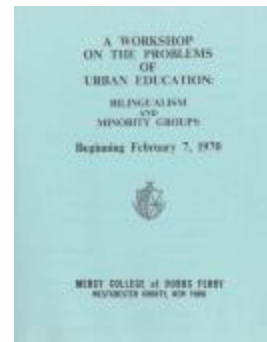 A WORKSHOP
ON THE PROBLEMS
OF
URBAN EDUCATION:
BILINGUALISM
AND
MINORITY GROUPS
Beginning February 7, 1970
MERCY COLLEGE of DOBBS FERRY
WESTCHESTER COUNTY, NEW YORK